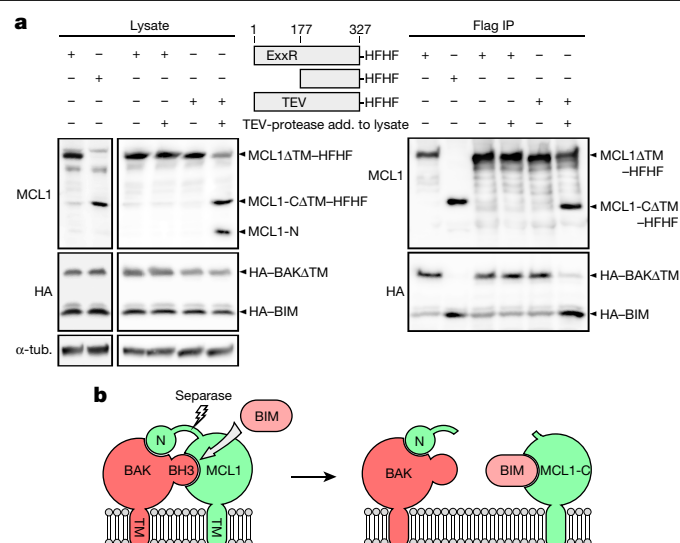 a
Lysate
1 177 327
Flag IP
+ – + + – – ExxR -HFHF + – + + – –
– + – – – – -HFHF – + – – – –
– – – – + + TEV -HFHF – – – – + +
– – – + – + TEV-protease add. to lysate – – – + – +
MCL1
MCL1ΔTM–HFHF
MCL1-CΔTM–HFHF
MCL1-N
MCL1
MCL1ΔTM
–HFHF
MCL1-CΔTM
–HFHF
HA
HA–BAKΔTM
HA–BIM
HA
HA–BAKΔTM
HA–BIM
α-tub.
b
Separase
BIM
N
BAK BH3 MCL1
TM TM
N
BAK
BIM MCL1-C